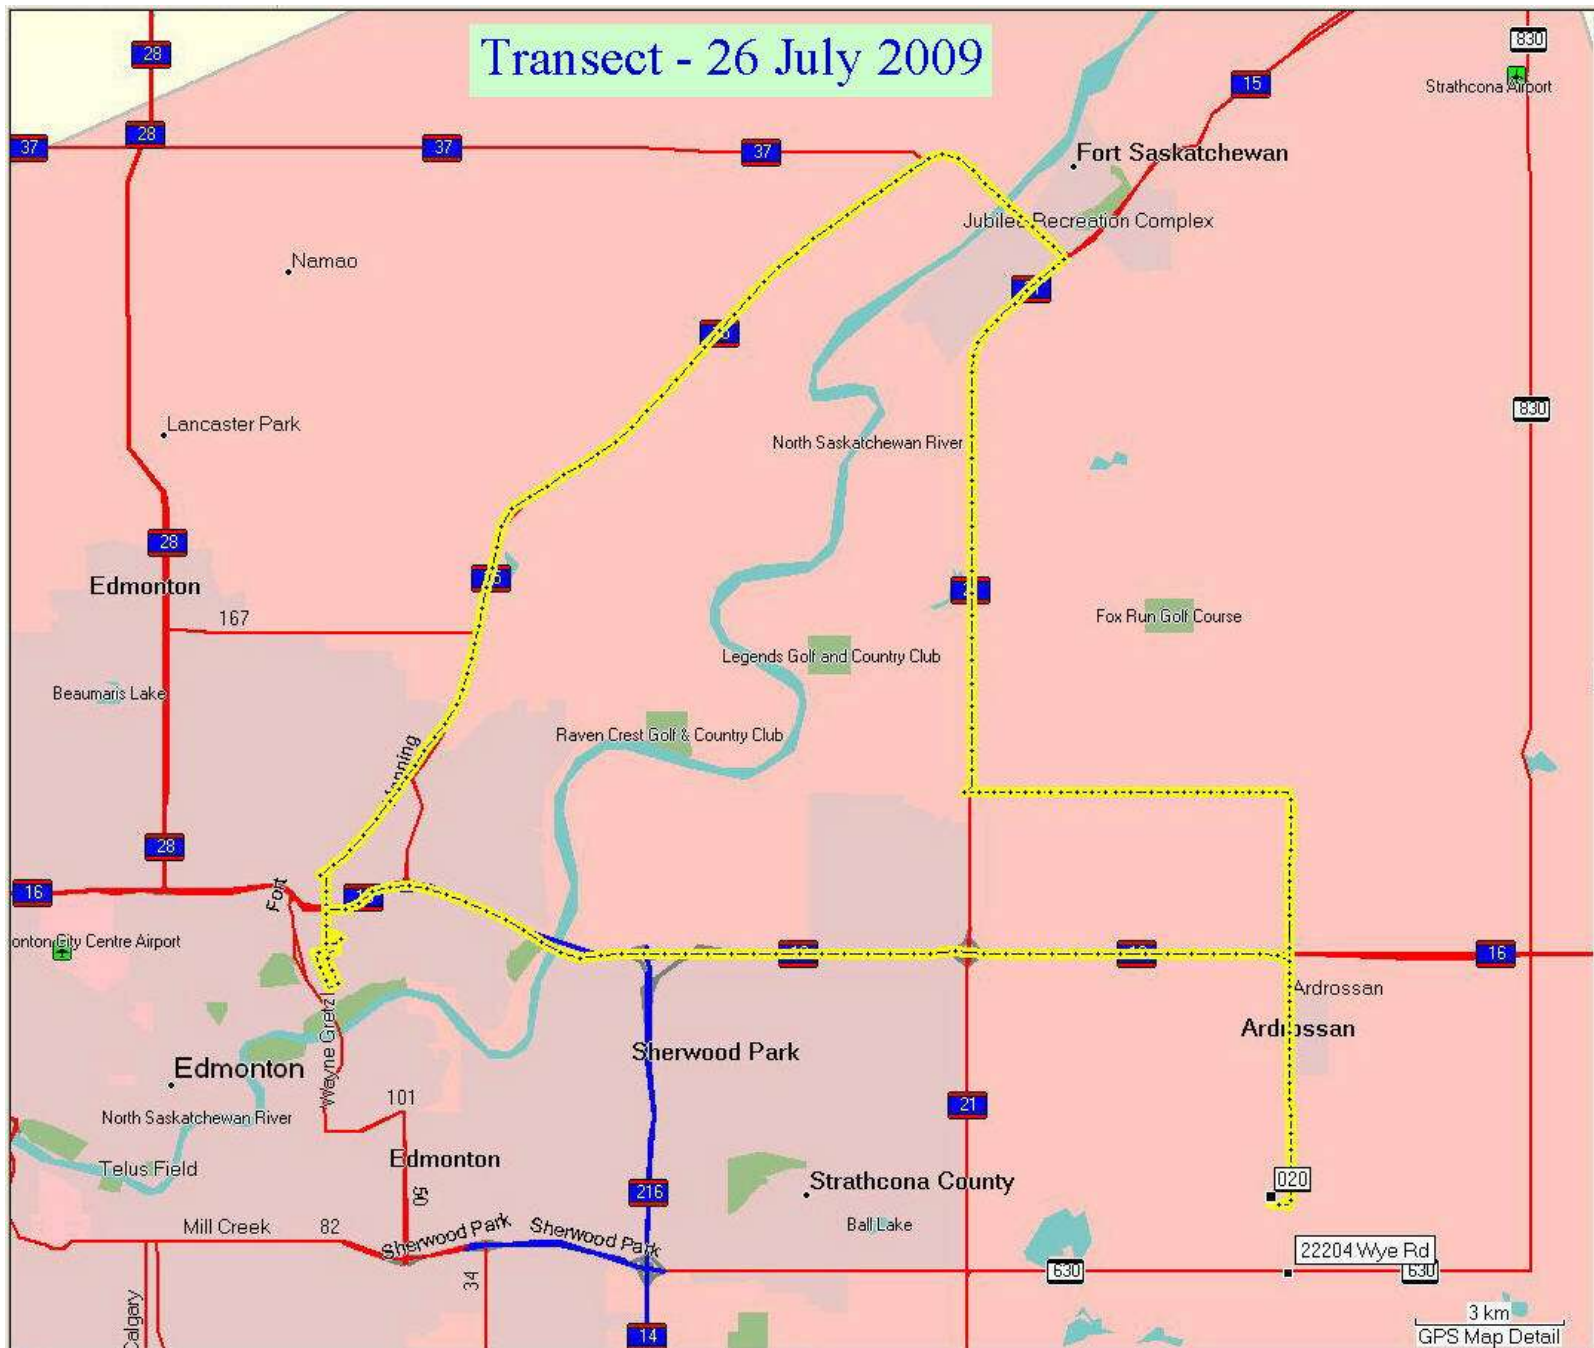 Transect - 26 July 2009
28
830
15
Strathcona Airport
28
37
37
37
Fort Saskatchewan
Jubilee Recreation Complex
Namao
Lancaster Park
830
North Saskatchewan River
28
Edmonton
167
Fox Run Golf Course
Legends Golf and Country Club
Beaumaris Lake
Raven Crest Golf & Country Club
28
16
Fort
onton City Centre Airport
16
Ardrossan
Wayne Gretzl
Ardrossan
Sherwood Park
Edmonton
101
21
North Saskatchewan River
Edmonton
Telus Field
50
020
216
Strathcona County
Mill Creek
82
Sherwood Park
Sherwood Park
Ball Lake
22204 Wye Rd
630
630
34
Calgary
3 km
14
GPS Map Detail